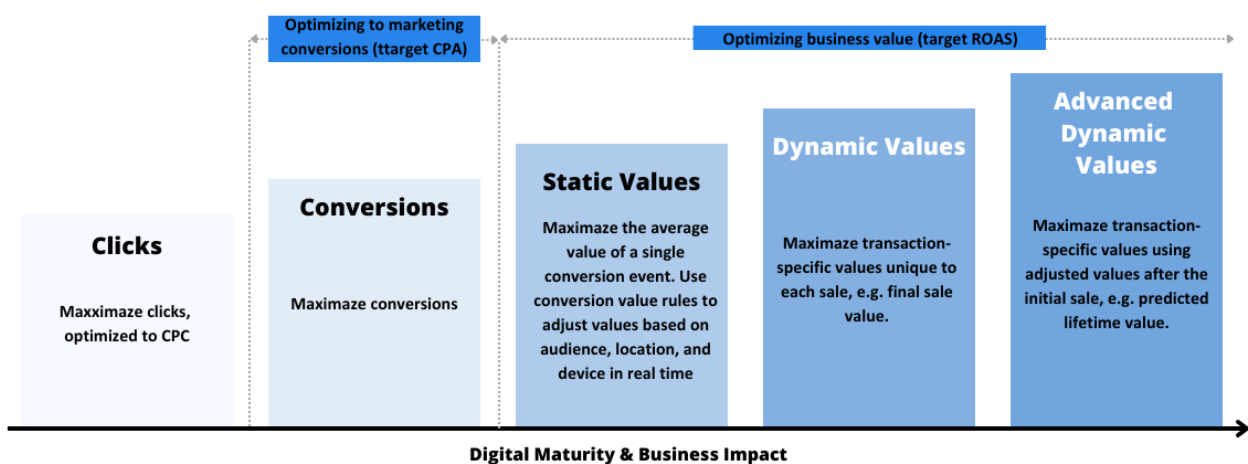 Optimizing to marketing
conversions (ttarget CPA)
Optimizing business value (target ROAS)
Clicks
Maxximaze clicks,
optimized to CPC
Conversions
Maximaze conversions
Static Values
Maximaze the average
value of a single
conversion event. Use
conversion value rules to
adjust values based on
audience, location, and
device in real time
Dynamic Values
Maximaze transaction-
specific values unique to
each sale, e.g. final sale
value.
Advanced
Dynamic
Values
Maximaze transaction-
specific values using
adjusted values after the
initial sale, e.g. predicted
lifetime value.
Digital Maturity & Business Impact